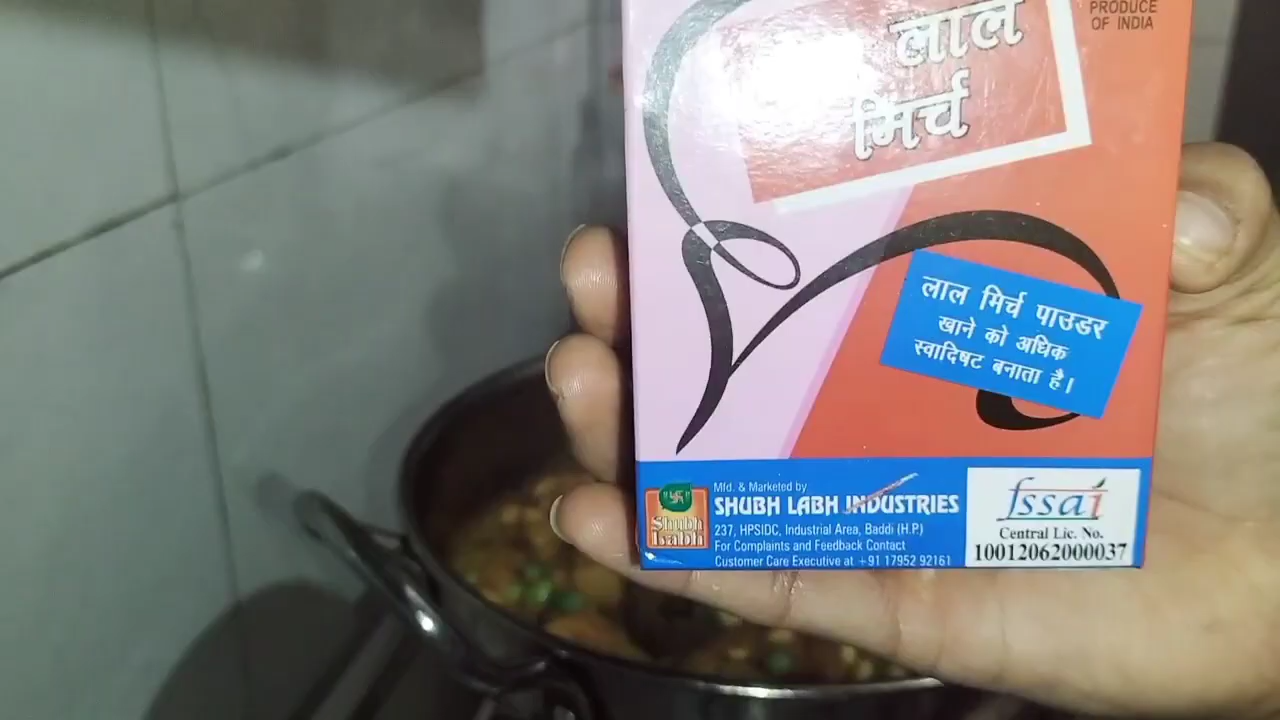 PRODUCE
OF INDIA
लाल
मिर्च
लाल मिर्च पाउडर
खाने को अधिक
स्वादिषट बनाता है।
Mfd. & Marketed by
SHUBH LABH INDUSTRIES
237, HPSIDC, Industrial Area, Baddi (H.P.)
For Complaints and Feedback Contact
Customer Care Executive at +91 17952 92161
Shubh
Labh
fssai
Central Lic. No.
10012062000037